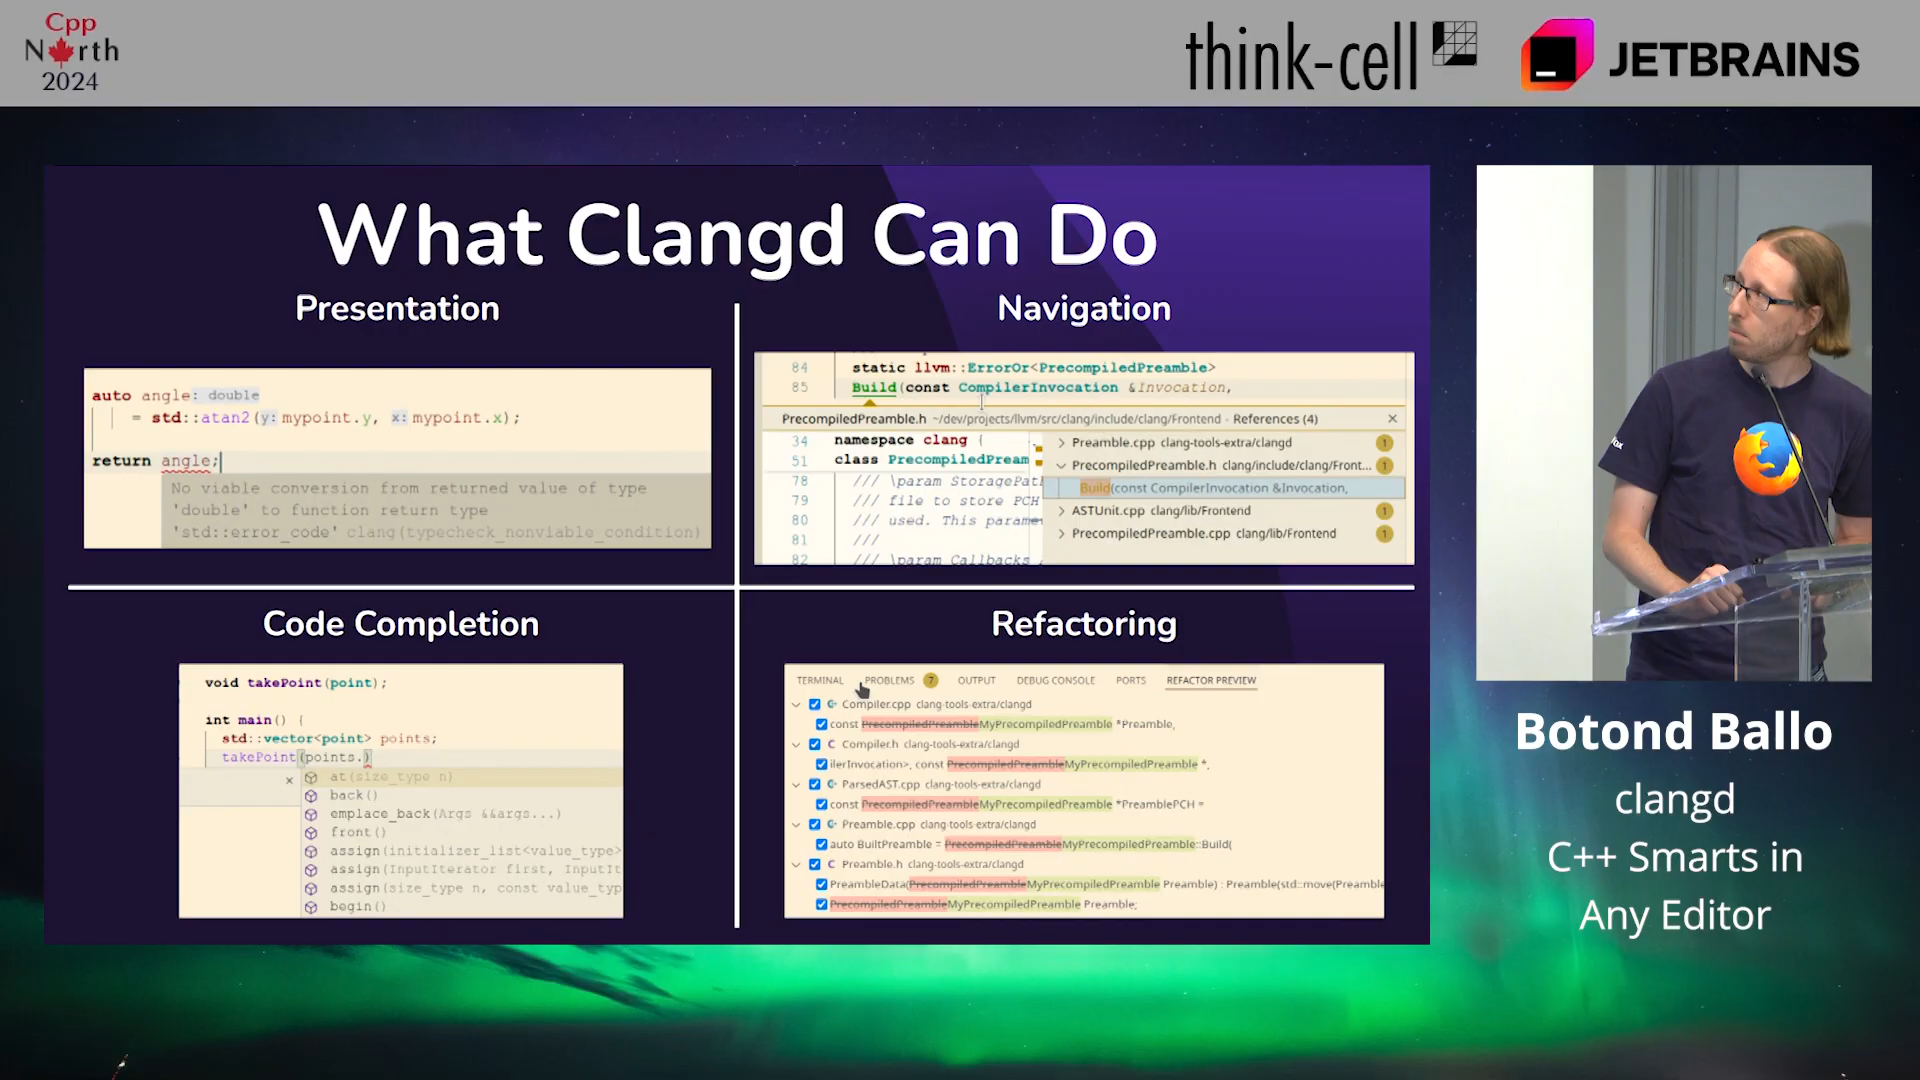 Cpp
North
2024
think-cell
JETBRAINS
What Clangd Can Do
Presentation
auto angle: double
= std::atan2(y: mypoint.y, x: mypoint.x);
return angle;
No viable conversion from returned value of type
'double' to function return type
'std::error_code' clang(typecheck_nonviable_condition)
Navigation
84 static llvm::ErrorOr<PrecompiledPreamble>
85 Build(const CompilerInvocation &Invocation,
PrecompiledPreamble.h ~/dev/projects/llvm/src/clang/include/clang/Frontend - References (4)
34 namespace clang {
51 class PrecompiledPream
78 /// \param StoragePat
79 /// file to store PCH
80 /// used. This parame
81 ///
82 /// \param Callbacks
Preamble.cpp clang-tools-extra/clangd 1
PrecompiledPreamble.h clang/include/clang/Front... 1
Build(const CompilerInvocation &Invocation,
ASTUnit.cpp clang/lib/Frontend 1
PrecompiledPreamble.cpp clang/lib/Frontend 1
Code Completion
void takePoint(point);
int main() {
std::vector<point> points;
takePoint(points.)
at(size_type n)
back()
emplace_back(Args &&args...)
front()
assign(initializer_list<value_type>
assign(InputIterator first, InputIt
assign(size_type n, const value_typ
begin()
Refactoring
TERMINAL PROBLEMS 7 OUTPUT DEBUG CONSOLE PORTS REFACTOR PREVIEW
Compiler.cpp clang-tools-extra/clangd
const PrecompiledPreambleMyPrecompiledPreamble *Preamble,
Compiler.h clang-tools-extra/clangd
ilerInvocation>, const PrecompiledPreambleMyPrecompiledPreamble *,
ParsedAST.cpp clang-tools-extra/clangd
const PrecompiledPreambleMyPrecompiledPreamble *PreamblePCH =
Preamble.cpp clang-tools-extra/clangd
auto BuiltPreamble = PrecompiledPreambleMyPrecompiledPreamble::Build(
Preamble.h clang-tools-extra/clangd
PreambleData(PrecompiledPreambleMyPrecompiledPreamble Preamble) : Preamble(std::move(Preamble
PrecompiledPreambleMyPrecompiledPreamble Preamble;
Botond Ballo
clangd
C++ Smarts in
Any Editor